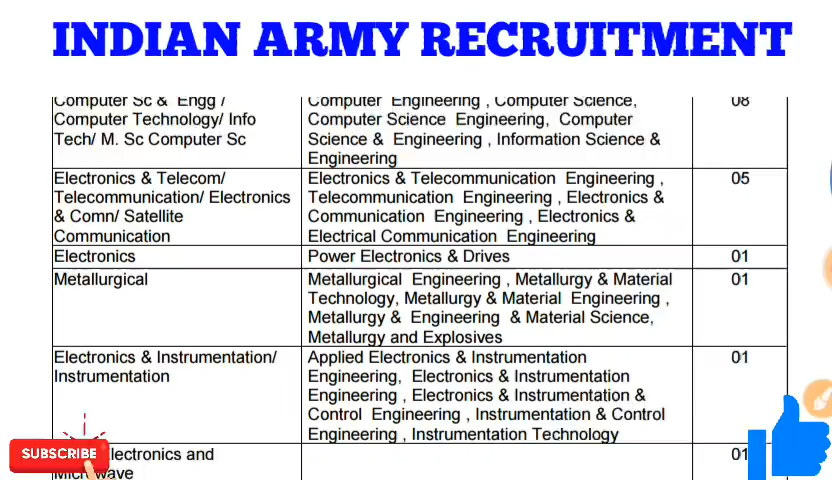 INDIAN ARMY RECRUITMENT
Computer Sc & Engg /
Computer Technology/ Info
Tech/ M. Sc Computer Sc
Computer Engineering , Computer Science,
Computer Science Engineering, Computer
Science & Engineering , Information Science &
Engineering
08
Electronics & Telecom/
Telecommunication/ Electronics
& Comn/ Satellite
Communication
Electronics & Telecommunication Engineering ,
Telecommunication Engineering , Electronics &
Communication Engineering , Electronics &
Electrical Communication Engineering
05
Electronics
Power Electronics & Drives
01
Metallurgical
Metallurgical Engineering , Metallurgy & Material
Technology, Metallurgy & Material Engineering ,
Metallurgy & Engineering & Material Science,
Metallurgy and Explosives
01
Electronics & Instrumentation/
Instrumentation
Applied Electronics & Instrumentation
Engineering, Electronics & Instrumentation
Engineering , Electronics & Instrumentation &
Control Engineering , Instrumentation & Control
Engineering , Instrumentation Technology
01
SUBSCRIBE
and
01